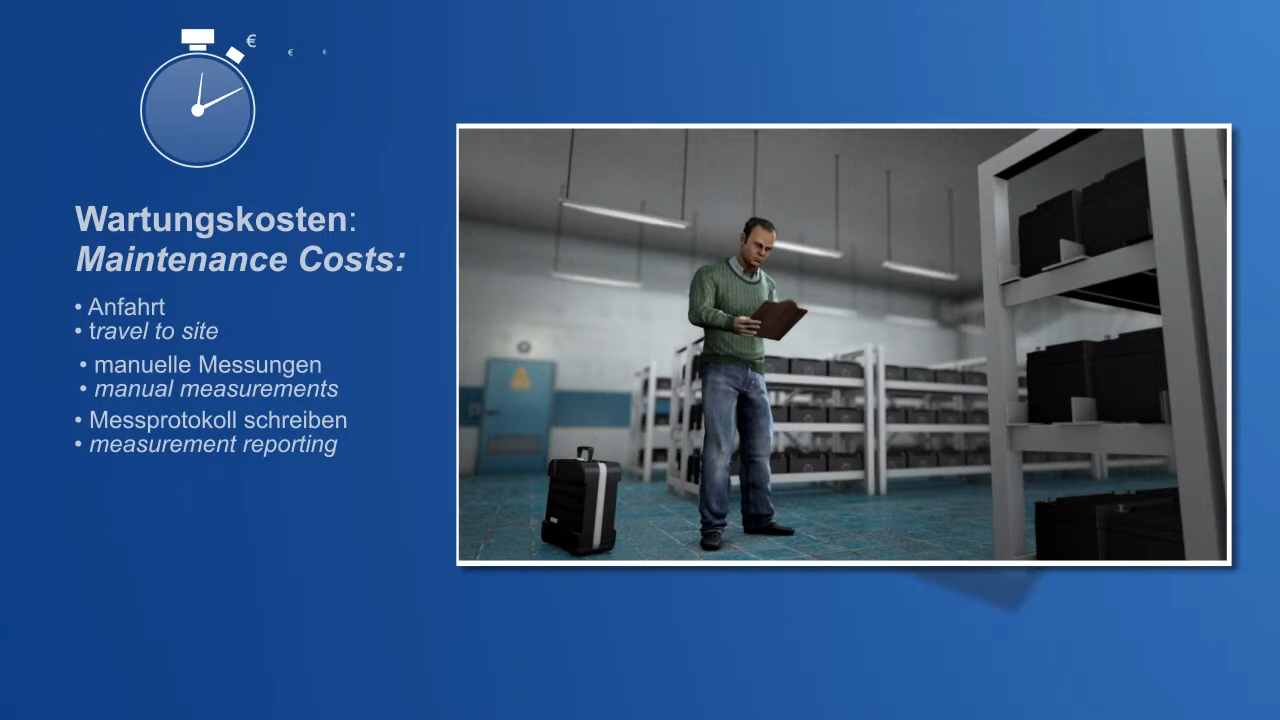 € € €
Wartungskosten:
Maintenance Costs:
• Anfahrt
• travel to site
• manuelle Messungen
• manual measurements
• Messprotokoll schreiben
• measurement reporting